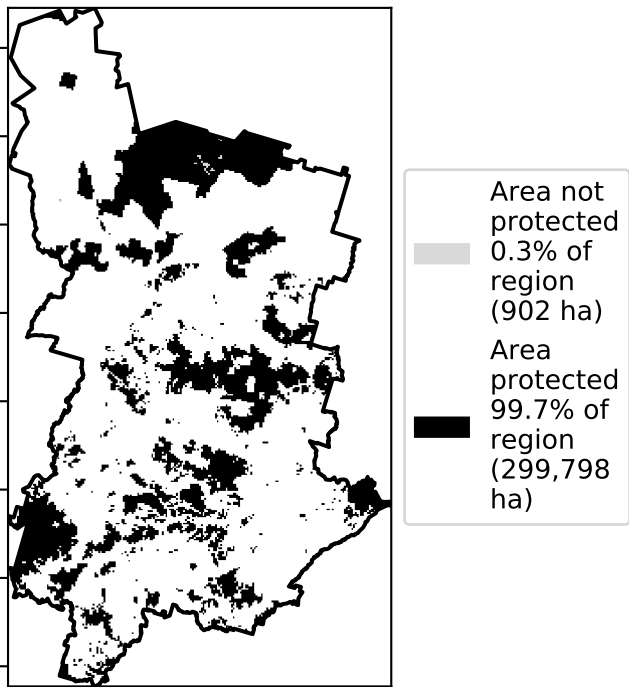 Area not
protected
0.3% of
region
(902 ha)
Area
protected
99.7% of
region
(299,798
ha)